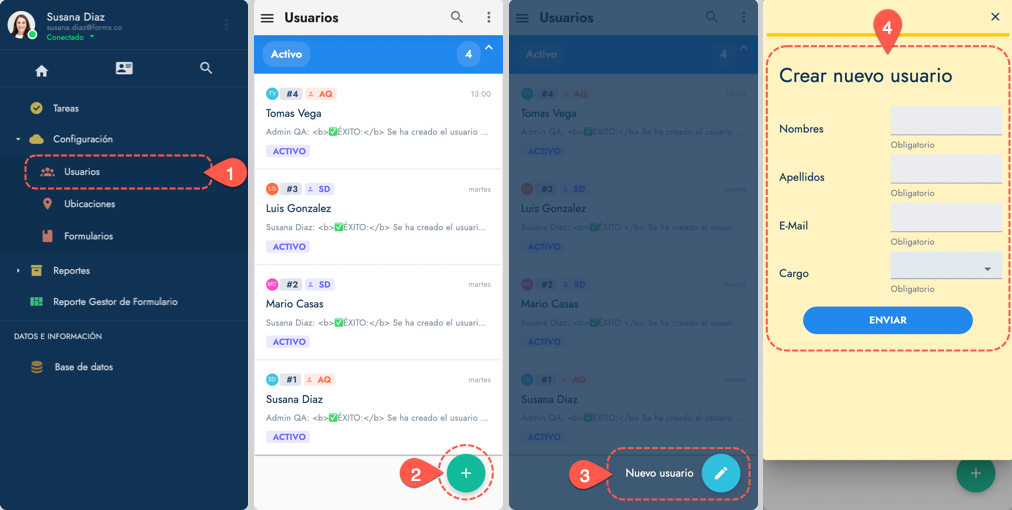 Susana Diaz
susana.diaz@forms.co
Conectado
Tareas
Configuración
Usuarios
1
Ubicaciones
Formularios
Reportes
Reporte Gestor de Formulario
DATOS E INFORMACIÓN
Base de datos
Usuarios
Activo 4
TV #4 AQ 13:00
Tomas Vega
Admin QA: <b>✅ÉXITO:</b> Se ha creado el usuario ...
ACTIVO
LG #3 SD martes
Luis Gonzalez
Susana Diaz: <b>✅ÉXITO:</b> Se ha creado el usuari...
ACTIVO
MC #2 SD martes
Mario Casas
Susana Diaz: <b>✅ÉXITO:</b> Se ha creado el usuari...
ACTIVO
SD #1 AQ martes
Susana Diaz
Admin QA: <b>✅ÉXITO:</b> Se ha creado el usuario ...
ACTIVO
2
+
Usuarios
Activo 4
TV #4 AQ 13:00
Tomas Vega
Admin QA: <b>✅ÉXITO:</b> Se ha creado el usuario ...
ACTIVO
LG #3 SD martes
Luis Gonzalez
Susana Diaz: <b>✅ÉXITO:</b> Se ha creado el usuari...
ACTIVO
MC #2 SD martes
Mario Casas
Susana Diaz: <b>✅ÉXITO:</b> Se ha creado el usuari...
ACTIVO
SD #1 AQ martes
Susana Diaz
Admin QA: <b>✅ÉXITO:</b> Se ha creado el usuario ...
ACTIVO
3
Nuevo usuario
4
Crear nuevo usuario
Nombres
Obligatorio
Apellidos
Obligatorio
E-Mail
Obligatorio
Cargo
Obligatorio
ENVIAR
+